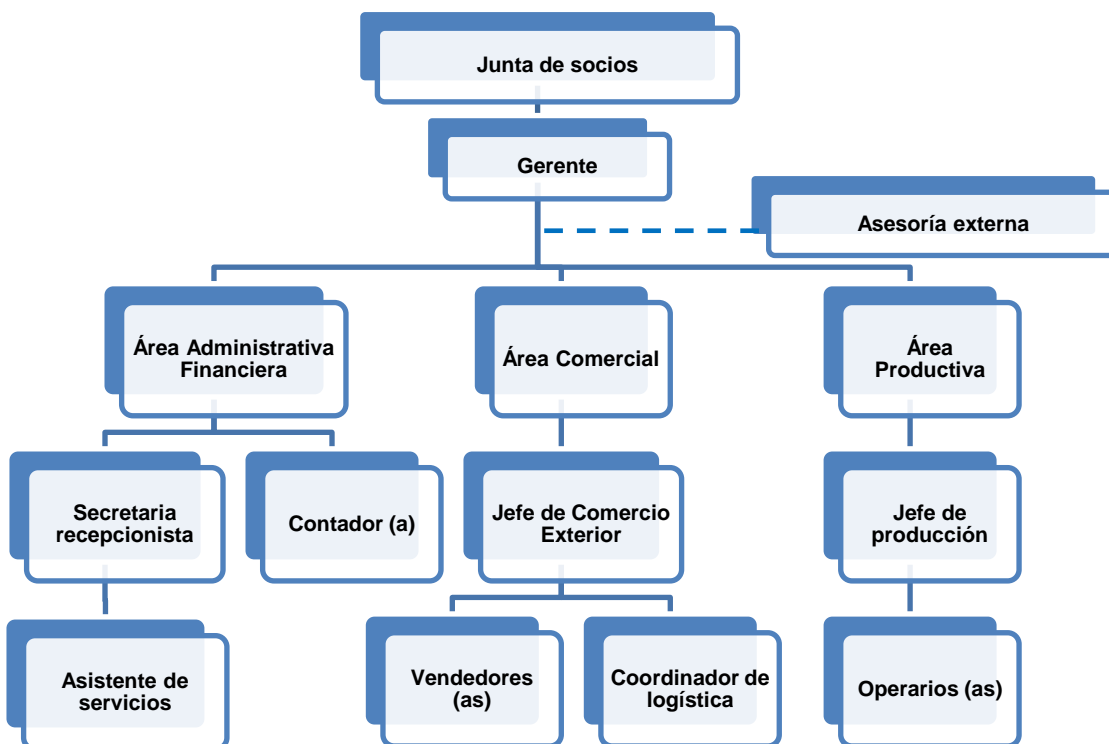 Junta de socios
Gerente
Asesoría externa
Área Administrativa
Financiera
Área Comercial
Área
Productiva
Secretaria
recepcionista
Contador (a)
Jefe de Comercio
Exterior
Jefe de
producción
Asistente de
servicios
Vendedores
(as)
Coordinador de
logística
Operarios (as)